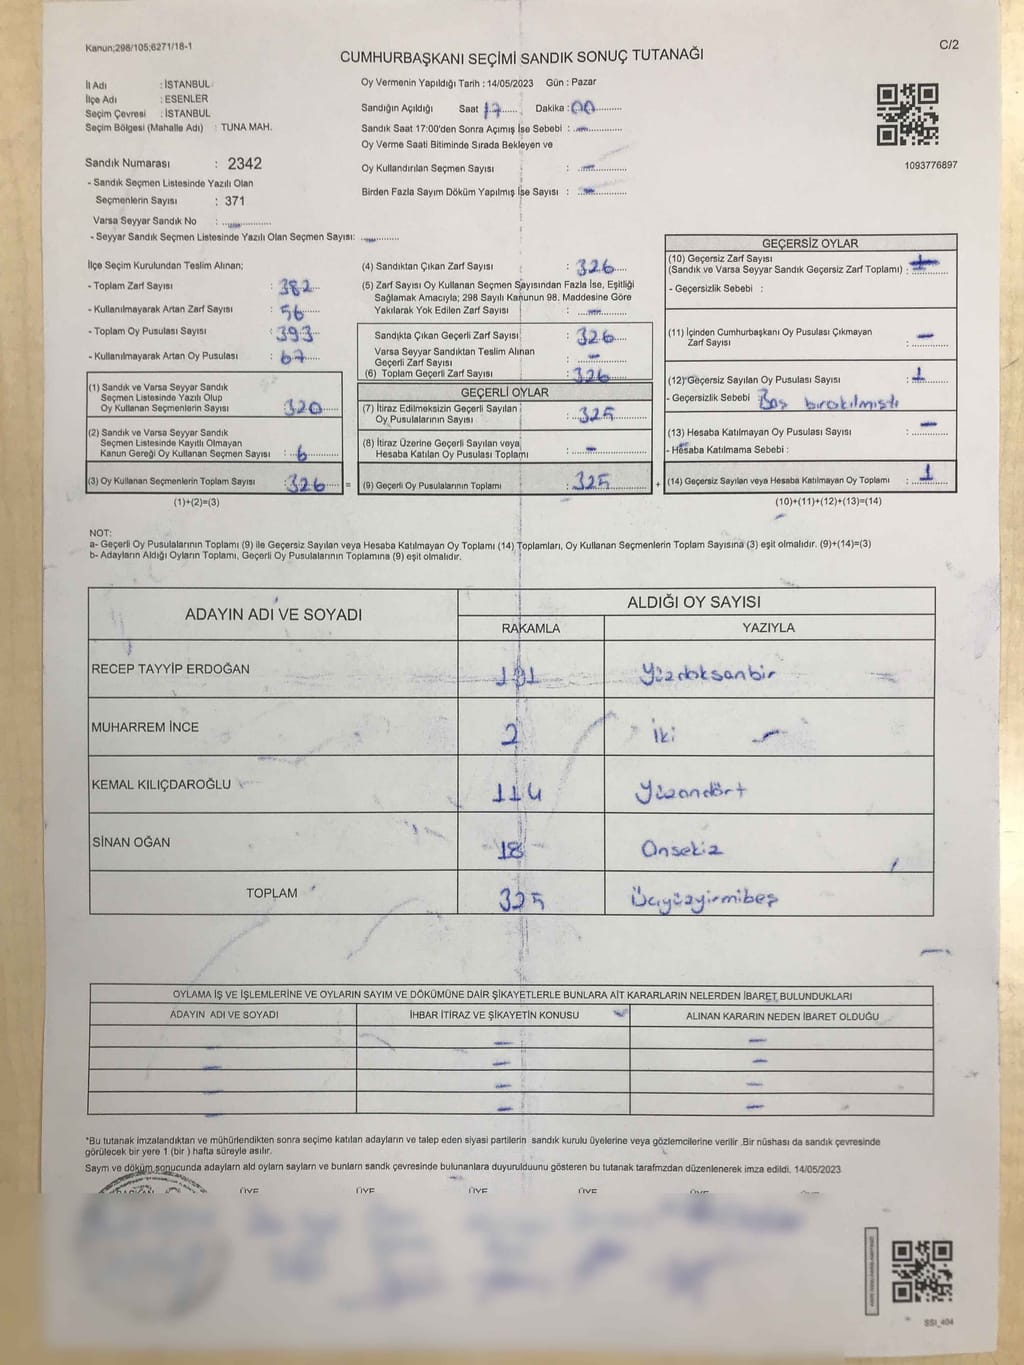 Kanun;298/105;6271/18-1
C/2
CUMHURBAŞKANI SEÇİMİ SANDIK SONUÇ TUTANAĞI
İl Adı : İSTANBUL
İlçe Adı : ESENLER
Seçim Çevresi : İSTANBUL
Seçim Bölgesi (Mahalle Adı) : TUNA MAH.
Sandık Numarası : 2342
- Sandık Seçmen Listesinde Yazılı Olan
Seçmenlerin Sayısı : 371
Varsa Seyyar Sandık No : -
- Seyyar Sandık Seçmen Listesinde Yazılı Olan Seçmen Sayısı: -
Oy Vermenin Yapıldığı Tarih : 14/05/2023 Gün : Pazar
Sandığın Açıldığı Saat 17 Dakika : 00
Sandık Saat 17:00'den Sonra Açımış İse Sebebi : -
Oy Verme Saati Bitiminde Sırada Bekleyen ve
Oy Kullandırılan Seçmen Sayısı : -
Birden Fazla Sayım Döküm Yapılmış İse Sayısı : -
1093776897
İlçe Seçim Kurulundan Teslim Alınan;
- Toplam Zarf Sayısı : 382
- Kullanılmayarak Artan Zarf Sayısı : 56
- Toplam Oy Pusulası Sayısı : 393
- Kullanılmayarak Artan Oy Pusulası : 67
(1) Sandık ve Varsa Seyyar Sandık
Seçmen Listesinde Yazılı Olup
Oy Kullanan Seçmenlerin Sayısı : 320
(2) Sandık ve Varsa Seyyar Sandık
Seçmen Listesinde Kayıtlı Olmayan
Kanun Gereği Oy Kullanan Seçmen Sayısı : 6
(3) Oy Kullanan Seçmenlerin Toplam Sayısı : 326
(1)+(2)=(3)
(4) Sandıktan Çıkan Zarf Sayısı : 326
(5) Zarf Sayısı Oy Kullanan Seçmen Sayısından Fazla İse, Eşitliği
Sağlamak Amacıyla; 298 Sayılı Kanunun 98. Maddesine Göre
Yakılarak Yok Edilen Zarf Sayısı : -
Sandıkta Çıkan Geçerli Zarf Sayısı : 326
Varsa Seyyar Sandıktan Teslim Alınan
Geçerli Zarf Sayısı : -
(6) Toplam Geçerli Zarf Sayısı : 326
GEÇERLİ OYLAR
(7) İtiraz Edilmeksizin Geçerli Sayılan
Oy Pusulalarının Sayısı : 325
(8) İtiraz Üzerine Geçerli Sayılan veya
Hesaba Katılan Oy Pusulası Toplamı : -
= (9) Geçerli Oy Pusulalarının Toplamı : 325
GEÇERSİZ OYLAR
(10) Geçersiz Zarf Sayısı
(Sandık ve Varsa Seyyar Sandık Geçersiz Zarf Toplamı) :
- Geçersizlik Sebebi :
(11) İçinden Cumhurbaşkanı Oy Pusulası Çıkmayan
Zarf Sayısı : -
(12) Geçersiz Sayılan Oy Pusulası Sayısı : 1
- Geçersizlik Sebebi : Boş bırakılmıştı
(13) Hesaba Katılmayan Oy Pusulası Sayısı : -
- Hesaba Katılmama Sebebi :
+ (14) Geçersiz Sayılan veya Hesaba Katılmayan Oy Toplamı : 1
(10)+(11)+(12)+(13)=(14)
NOT:
a- Geçerli Oy Pusulalarının Toplamı (9) ile Geçersiz Sayılan veya Hesaba Katılmayan Oy Toplamı (14) Toplamları, Oy Kullanan Seçmenlerin Toplam Sayısına (3) eşit olmalıdır. (9)+(14)=(3)
b- Adayların Aldığı Oyların Toplamı, Geçerli Oy Pusulalarının Toplamına (9) eşit olmalıdır.
ADAYIN ADI VE SOYADI ALDIĞI OY SAYISI
RAKAMLA YAZIYLA
RECEP TAYYİP ERDOĞAN 191 Yüzdoksanbir
MUHARREM İNCE 2 İki
KEMAL KILIÇDAROĞLU 114 Yüzondört
SİNAN OĞAN 18 Onsekiz
TOPLAM 325 Üçyüzyirmibeş
OYLAMA İŞ VE İŞLEMLERİNE VE OYLARIN SAYIM VE DÖKÜMÜNE DAİR ŞİKAYETLERLE BUNLARA AİT KARARLARIN NELERDEN İBARET BULUNDUKLARI
ADAYIN ADI VE SOYADI İHBAR İTİRAZ VE ŞİKAYETİN KONUSU ALINAN KARARIN NEDEN İBARET OLDUĞU
- - -
- - -
- - -
- - -
*Bu tutanak imzalandıktan ve mühürlendikten sonra seçime katılan adayların ve talep eden siyasi partilerin sandık kurulu üyelerine veya gözlemcilerine verilir .Bir nüshası da sandık çevresinde
görülecek bir yere 1 (bir ) hafta süreyle asılır.
Saym ve döküm sonucunda adayların ald oyların saylarn ve bunlarn sandk çevresinde bulunanlara duyurulduunu gösteren bu tutanak tarafmzdan düzenlenerek imza edildi. 14/05/2023
BAŞKAN ÜYE ÜYE ÜYE ÜYE ÜYE
SSI_404